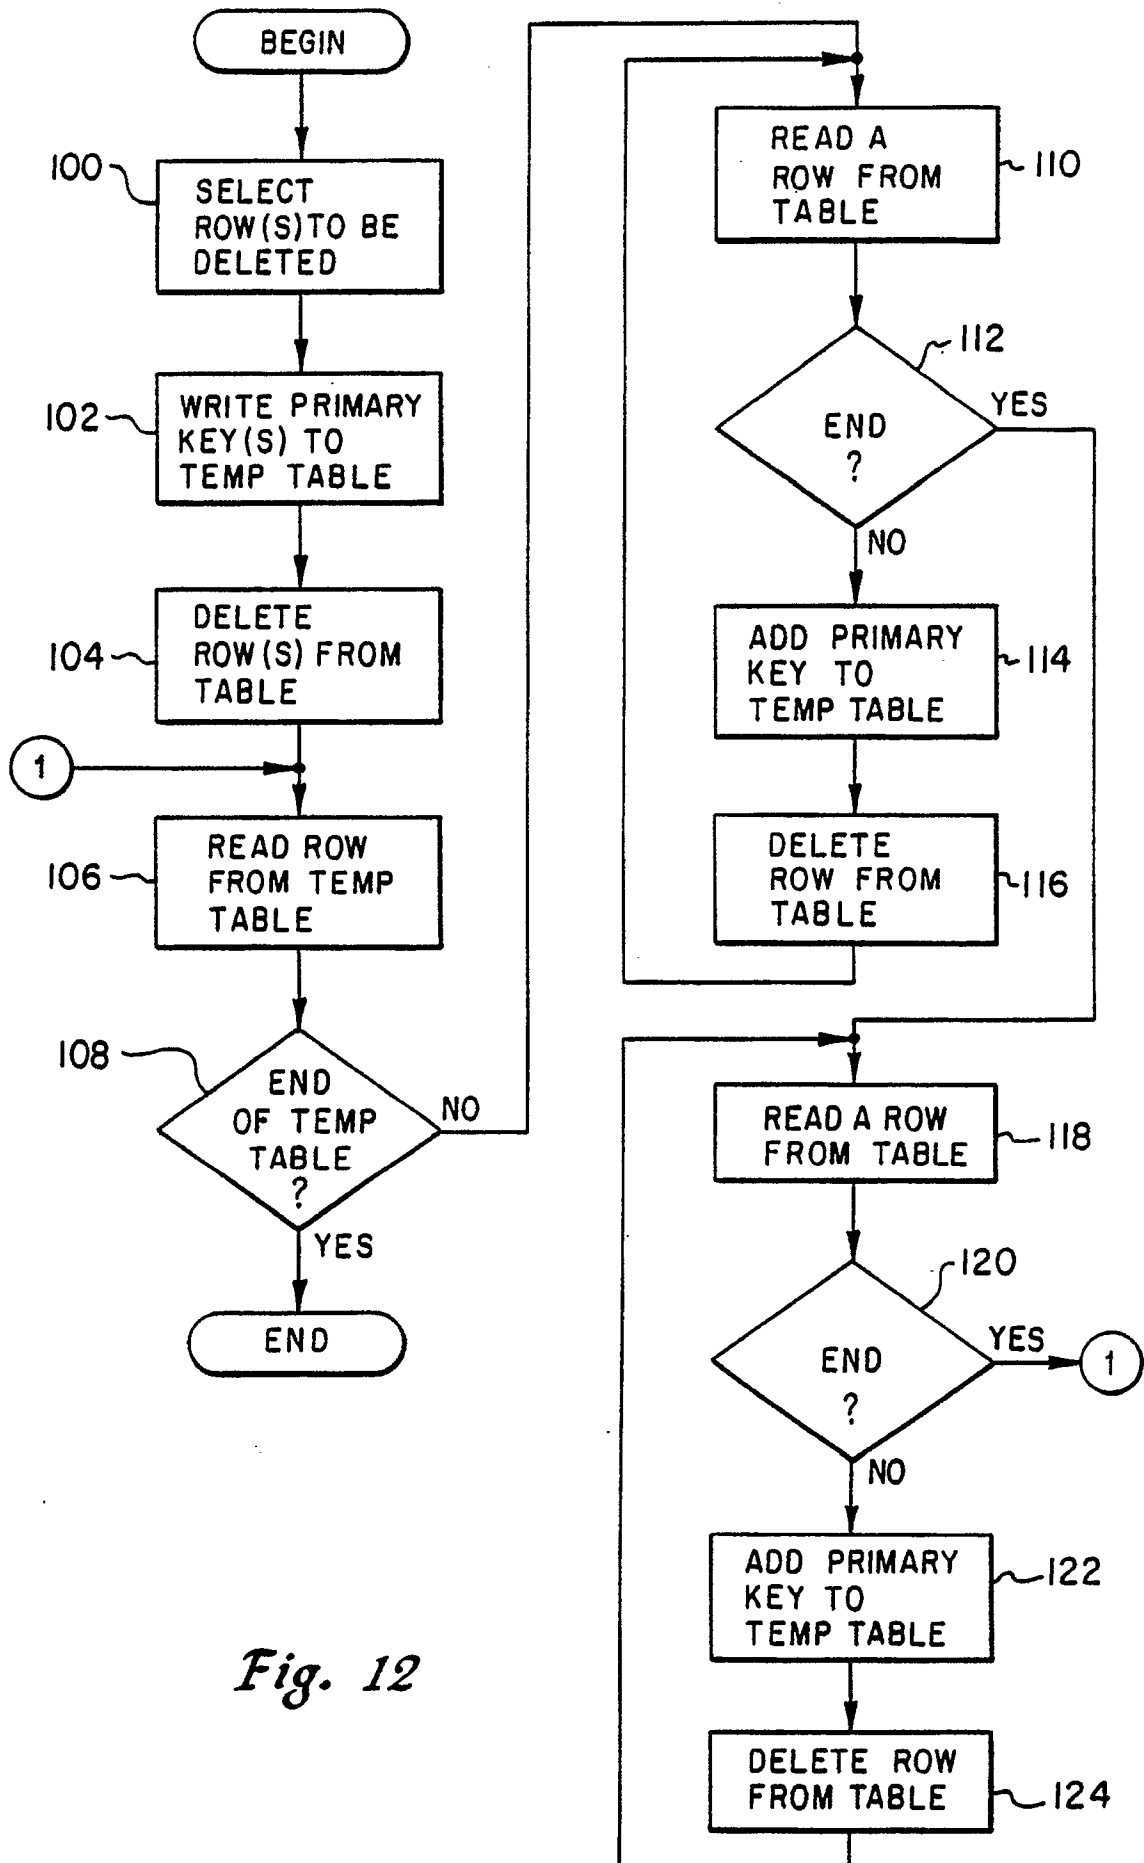 BEGIN
100
SELECT
ROW(S) TO BE
DELETED
102
WRITE PRIMARY
KEY(S) TO
TEMP TABLE
104
DELETE
ROW(S) FROM
TABLE
1
106
READ ROW
FROM TEMP
TABLE
108
END
OF TEMP
TABLE
?
NO
YES
END
READ A
ROW FROM
TABLE
110
112
END
?
YES
NO
ADD PRIMARY
KEY TO
TEMP TABLE
114
DELETE
ROW FROM
TABLE
116
READ A ROW
FROM TABLE
118
120
END
?
YES
1
NO
ADD PRIMARY
KEY TO
TEMP TABLE
122
DELETE ROW
FROM TABLE
124
Fig. 12